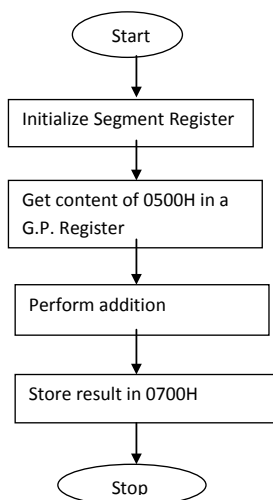 Start
Initialize Segment Register
Get content of 0500H in a
G.P. Register
Perform addition
Store result in 0700H
Stop